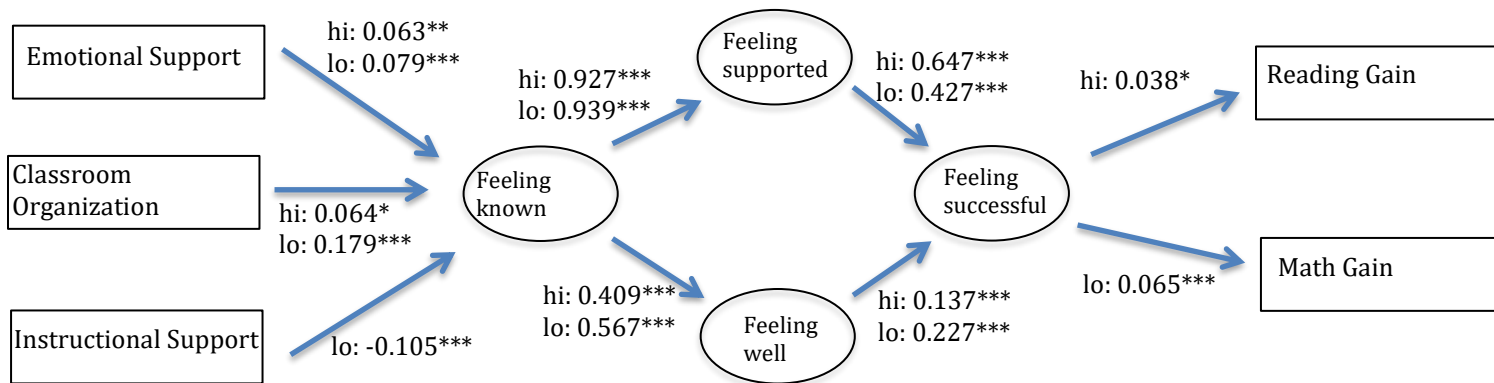 Emotional Support
hi: 0.063**
lo: 0.079***
hi: 0.927***
lo: 0.939***
Feeling
supported
hi: 0.647***
lo: 0.427***
hi: 0.038*
Reading Gain
Classroom
Organization
hi: 0.064*
lo: 0.179***
Feeling
known
Feeling
successful
Instructional Support
lo: -0.105***
hi: 0.409***
lo: 0.567***
Feeling
well
hi: 0.137***
lo: 0.227***
lo: 0.065***
Math Gain